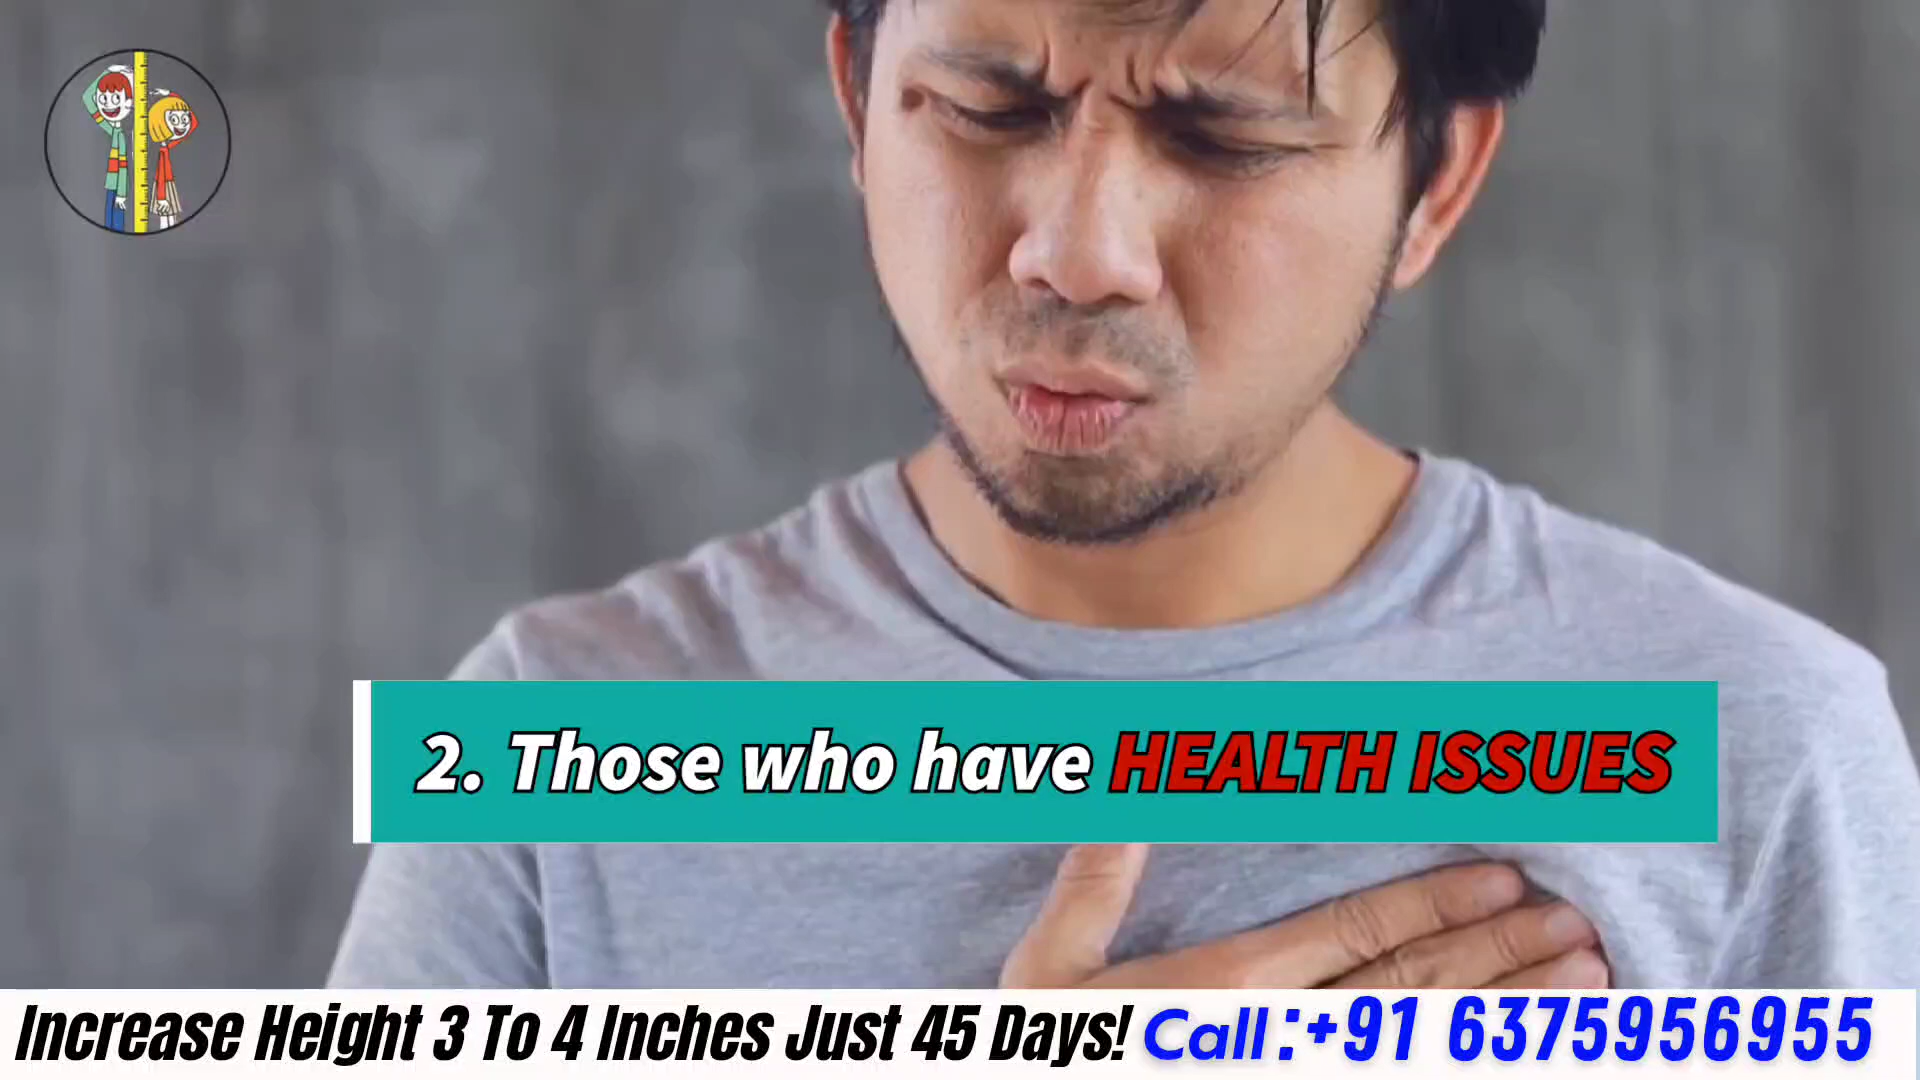 2. Those who have HEALTH ISSUES
Increase Height 3 To 4 Inches Just 45 Days! Call:+91 6375956955